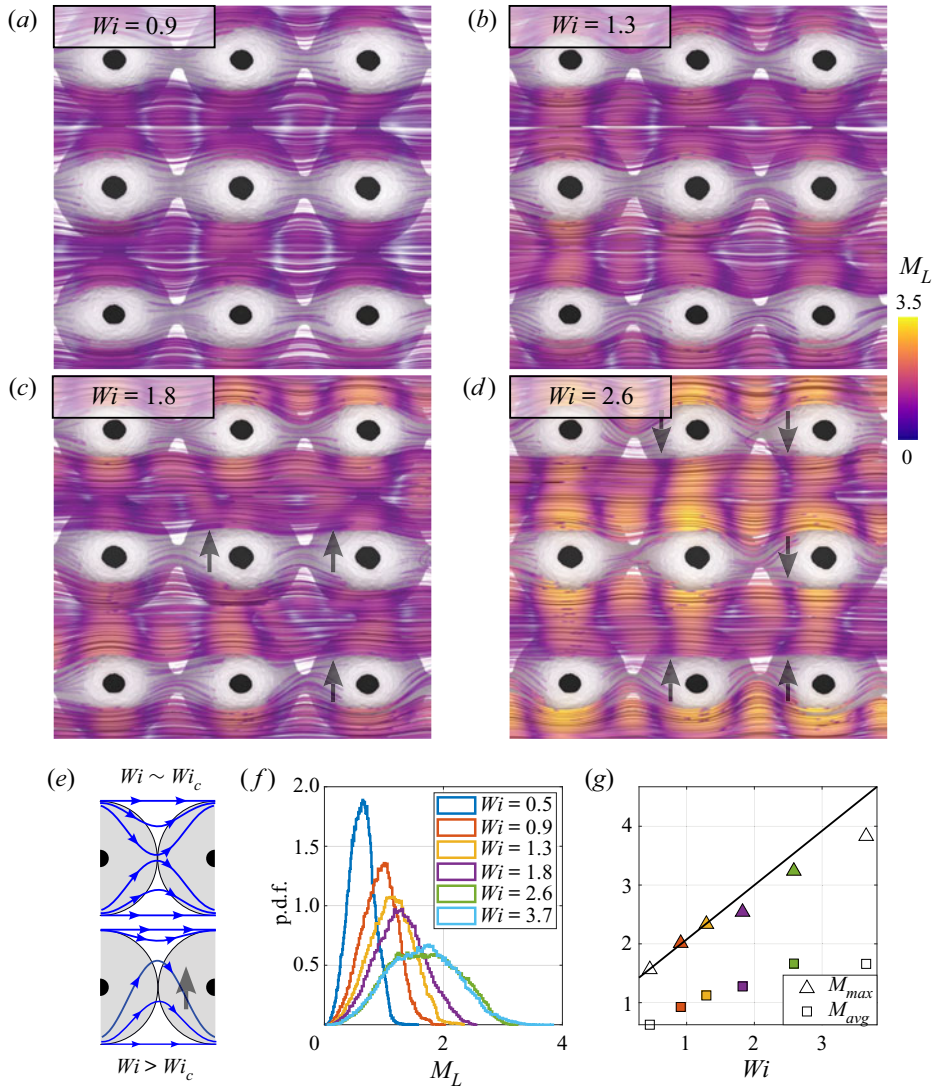 (a)
Wi = 0.9
(b)
Wi = 1.3
M_L
3.5
0
(c)
Wi = 1.8
(d)
Wi = 2.6
(e)
Wi ~ Wi_c
Wi > Wi_c
(f)
2.0
1.5
1.0
0.5
0
2
4
p.d.f.
M_L
Wi = 0.5
Wi = 0.9
Wi = 1.3
Wi = 1.8
Wi = 2.6
Wi = 3.7
(g)
4
3
2
1
1
2
3
Wi
M_max
M_avg